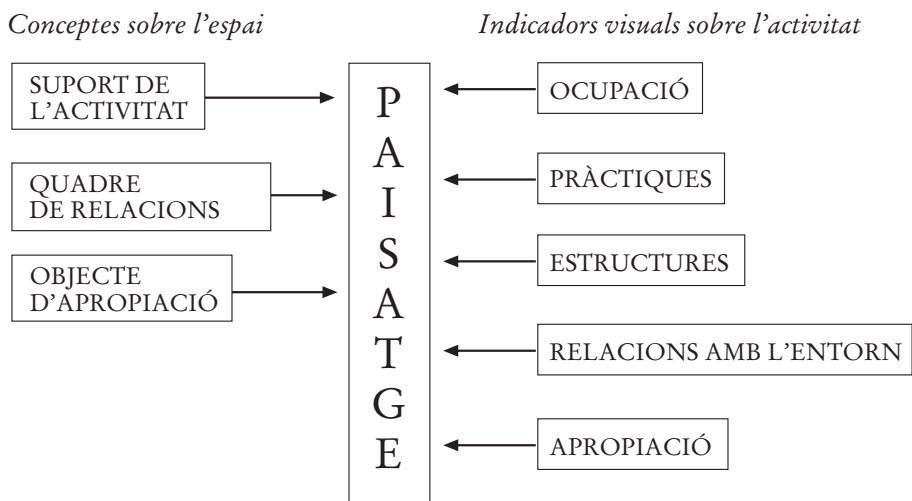 Conceptes sobre l’espai
Indicadors visuals sobre l’activitat
SUPORT DE
L’ACTIVITAT
QUADRE
DE RELACIONS
OBJECTE
D’APROPIACIÓ
P
A
I
S
A
T
G
E
OCUPACIÓ
PRÀCTIQUES
ESTRUCTURES
RELACIONS AMB L’ENTORN
APROPIACIÓ